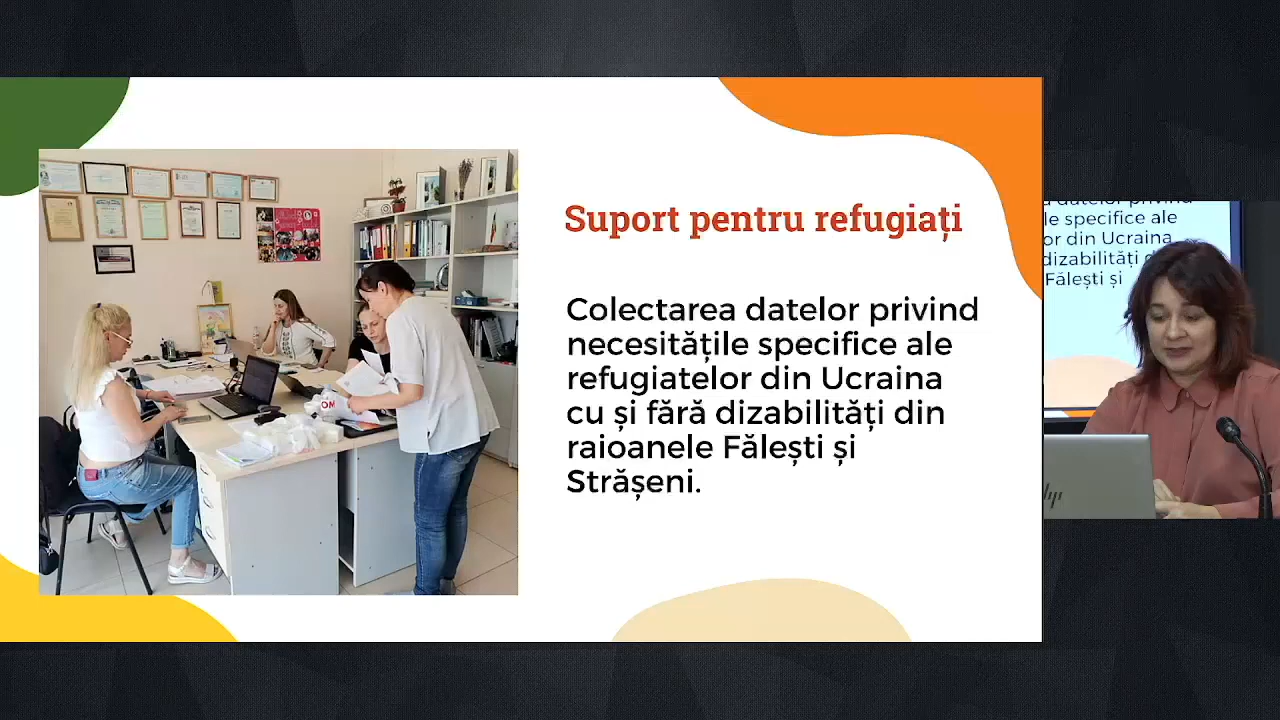 Suport pentru refugiați
Colectarea datelor privind
necesitățile specifice ale
refugiatelor din Ucraina
cu și fără dizabilități din
raioanele Fălești și
Strășeni.
le specifice ale
or din Ucraina
dizabilități
Fălești și
hp